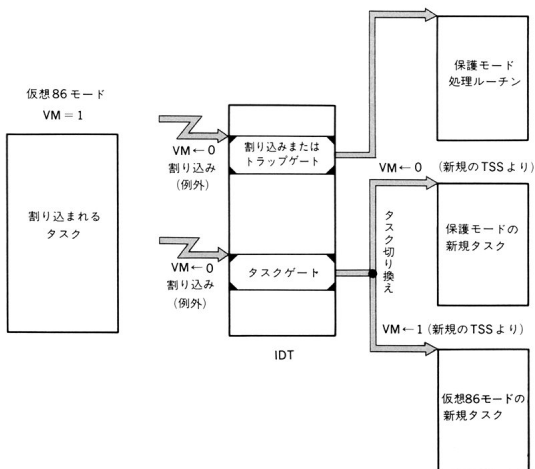 仮想86モード
VM = 1
割り込まれる
タスク
VM←0
割り込み
(例外)
VM←0
割り込み
(例外)
割り込みまたは
トラップゲート
タスクゲート
IDT
タスク切り換え
保護モード
処理ルーチン
VM←0 (新規のTSSより)
保護モードの
新規タスク
VM←1 (新規のTSSより)
仮想86モードの
新規タスク